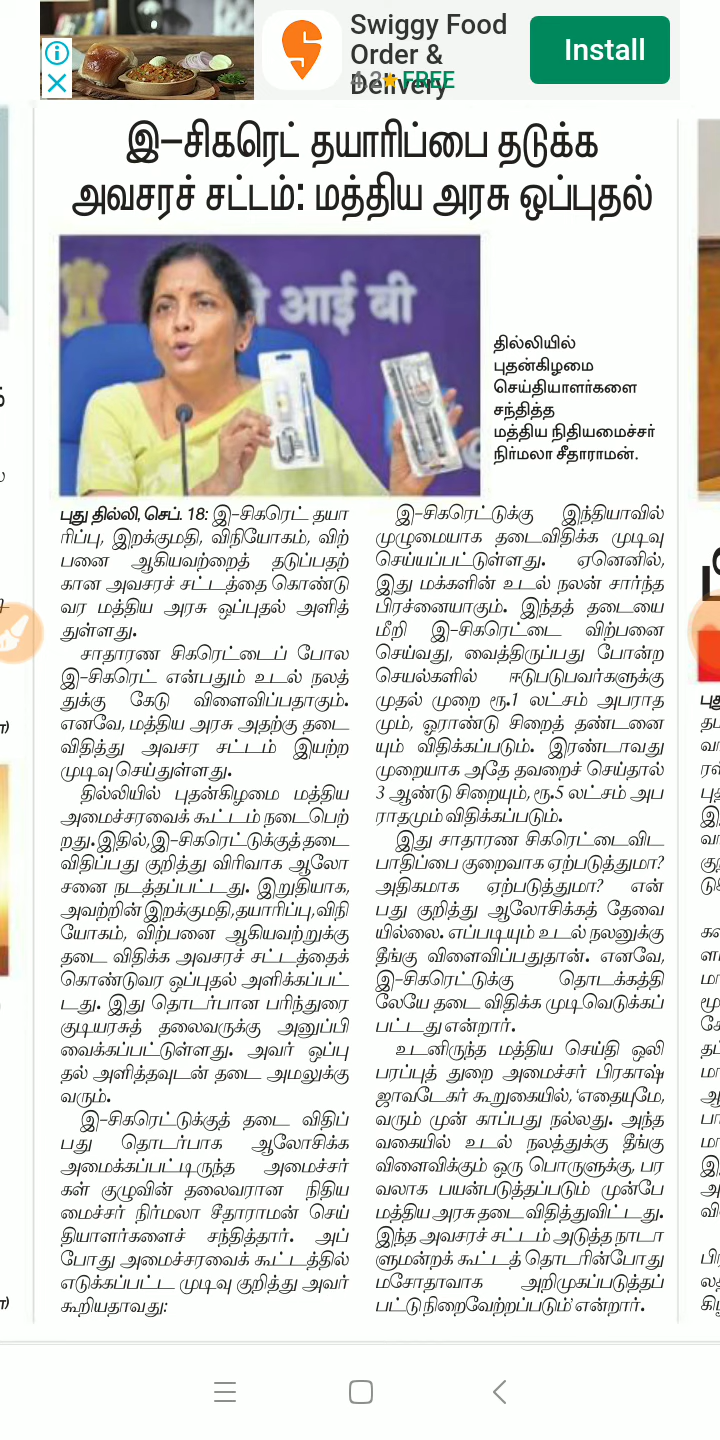 Swiggy Food
Order &
Delivery
4.2★ FREE
Install
இ-சிகரெட் தயாரிப்பை தடுக்க
அவசரச் சட்டம்: மத்திய அரசு ஒப்புதல்
ी आई बी
தில்லியில்
புதன்கிழமை
செய்தியாளர்களை
சந்தித்த
மத்திய நிதியமைச்சர்
நிர்மலா சீதாராமன்.
புது தில்லி, செப். 18: இ-சிகரெட் தயா
ரிப்பு, இறக்குமதி, விநியோகம், விற்
பனை ஆகியவற்றைத் தடுப்பதற்
கான அவசரச் சட்டத்தை கொண்டு
வர மத்திய அரசு ஒப்புதல் அளித்
துள்ளது.
சாதாரண சிகரெட்டைப் போல
இ-சிகரெட் என்பதும் உடல் நலத்
துக்கு கேடு விளைவிப்பதாகும்.
எனவே, மத்திய அரசு அதற்கு தடை
விதித்து அவசர சட்டம் இயற்ற
முடிவு செய்துள்ளது.
தில்லியில் புதன்கிழமை மத்திய
அமைச்சரவைக் கூட்டம் நடைபெற்
றது. இதில், இ-சிகரெட்டுக்குத் தடை
விதிப்பது குறித்து விரிவாக ஆலோ
சனை நடத்தப்பட்டது. இறுதியாக,
அவற்றின் இறக்குமதி, தயாரிப்பு, விநி
யோகம், விற்பனை ஆகியவற்றுக்கு
தடை விதிக்க அவசரச் சட்டத்தைக்
கொண்டுவர ஒப்புதல் அளிக்கப்பட்
டது. இது தொடர்பான பரிந்துரை
குடியரசுத் தலைவருக்கு அனுப்பி
வைக்கப்பட்டுள்ளது. அவர் ஒப்பு
தல் அளித்தவுடன் தடை அமலுக்கு
வரும்.
இ-சிகரெட்டுக்குத் தடை விதிப்
பது தொடர்பாக ஆலோசிக்க
அமைக்கப்பட்டிருந்த அமைச்சர்
கள் குழுவின் தலைவரான நிதிய
மைச்சர் நிர்மலா சீதாராமன் செய்
தியாளர்களைச் சந்தித்தார். அப்
போது அமைச்சரவைக் கூட்டத்தில்
எடுக்கப்பட்ட முடிவு குறித்து அவர்
கூறியதாவது:
இ-சிகரெட்டுக்கு இந்தியாவில்
முழுமையாக தடைவிதிக்க முடிவு
செய்யப்பட்டுள்ளது. ஏனெனில்,
இது மக்களின் உடல் நலன் சார்ந்த
பிரச்னையாகும். இந்தத் தடையை
மீறி இ-சிகரெட்டை விற்பனை
செய்வது, வைத்திருப்பது போன்ற
செயல்களில் ஈடுபடுபவர்களுக்கு
முதல் முறை ரூ.1 லட்சம் அபராத
மும், ஓராண்டு சிறைத் தண்டனை
யும் விதிக்கப்படும். இரண்டாவது
முறையாக அதே தவறைச் செய்தால்
3 ஆண்டு சிறையும், ரூ.5 லட்சம் அப
ராதமும் விதிக்கப்படும்.
இது சாதாரண சிகரெட்டைவிட
பாதிப்பை குறைவாக ஏற்படுத்துமா?
அதிகமாக ஏற்படுத்துமா? என்
பது குறித்து ஆலோசிக்கத் தேவை
யில்லை. எப்படியும் உடல் நலனுக்கு
தீங்கு விளைவிப்பதுதான். எனவே,
இ-சிகரெட்டுக்கு தொடக்கத்தி
லேயே தடை விதிக்க முடிவெடுக்கப்
பட்டது என்றார்.
உடனிருந்த மத்திய செய்தி ஒலி
பரப்புத் துறை அமைச்சர் பிரகாஷ்
ஜாவடேகர் கூறுகையில், 'எதையுமே,
வரும் முன் காப்பது நல்லது. அந்த
வகையில் உடல் நலத்துக்கு தீங்கு
விளைவிக்கும் ஒரு பொருளுக்கு, பர
வலாக பயன்படுத்தப்படும் முன்பே
மத்திய அரசு தடை விதித்துவிட்டது.
இந்த அவசரச் சட்டம் அடுத்த நாடா
ளுமன்றக் கூட்டத் தொடரின்போது
மசோதாவாக அறிமுகப்படுத்தப்
பட்டு நிறைவேற்றப்படும்' என்றார்.